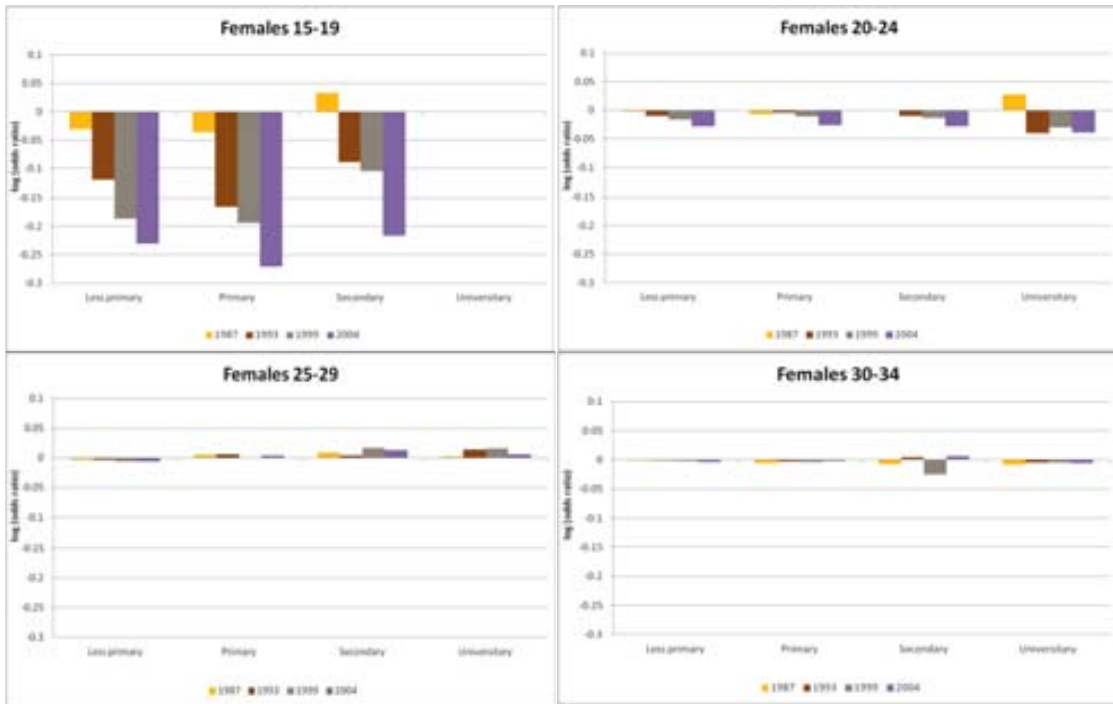 Females 15-19
0.1
0.05
0
-0.05
-0.1
-0.15
-0.2
-0.25
-0.3
log (odds ratio)
Less primary Primary Secondary Universitary
1987 1993 1999 2004
Females 20-24
0.1
0.05
0
-0.05
-0.1
-0.15
-0.2
-0.25
-0.3
log (odds ratio)
Less primary Primary Secondary Universitary
1987 1993 1999 2004
Females 25-29
0.1
0.05
0
-0.05
-0.1
-0.15
-0.2
-0.25
-0.3
log (odds ratio)
Less primary Primary Secondary Universitary
1987 1993 1999 2004
Females 30-34
0.1
0.05
0
-0.05
-0.1
-0.15
-0.2
-0.25
-0.3
log (odds ratio)
Less primary Primary Secondary Universitary
1987 1993 1999 2004